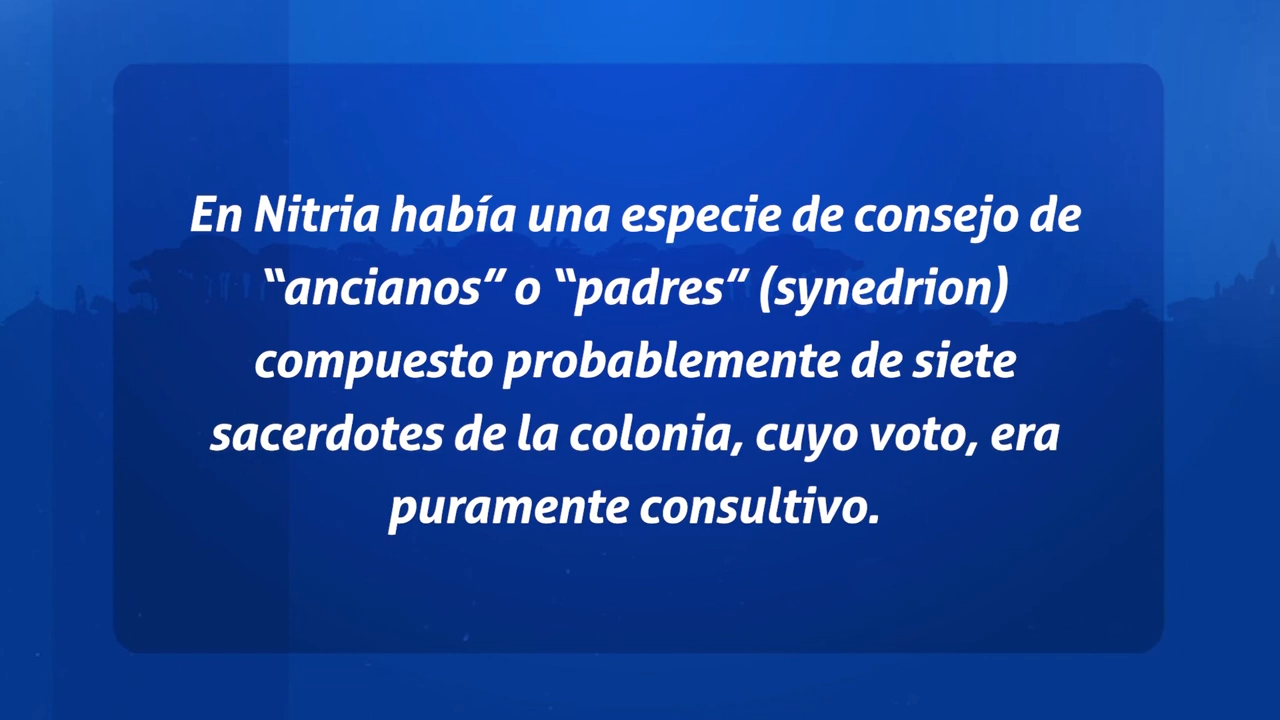 En Nitria había una especie de consejo de
“ancianos” o “padres” (synedrion)
compuesto probablemente de siete
sacerdotes de la colonia, cuyo voto, era
puramente consultivo.